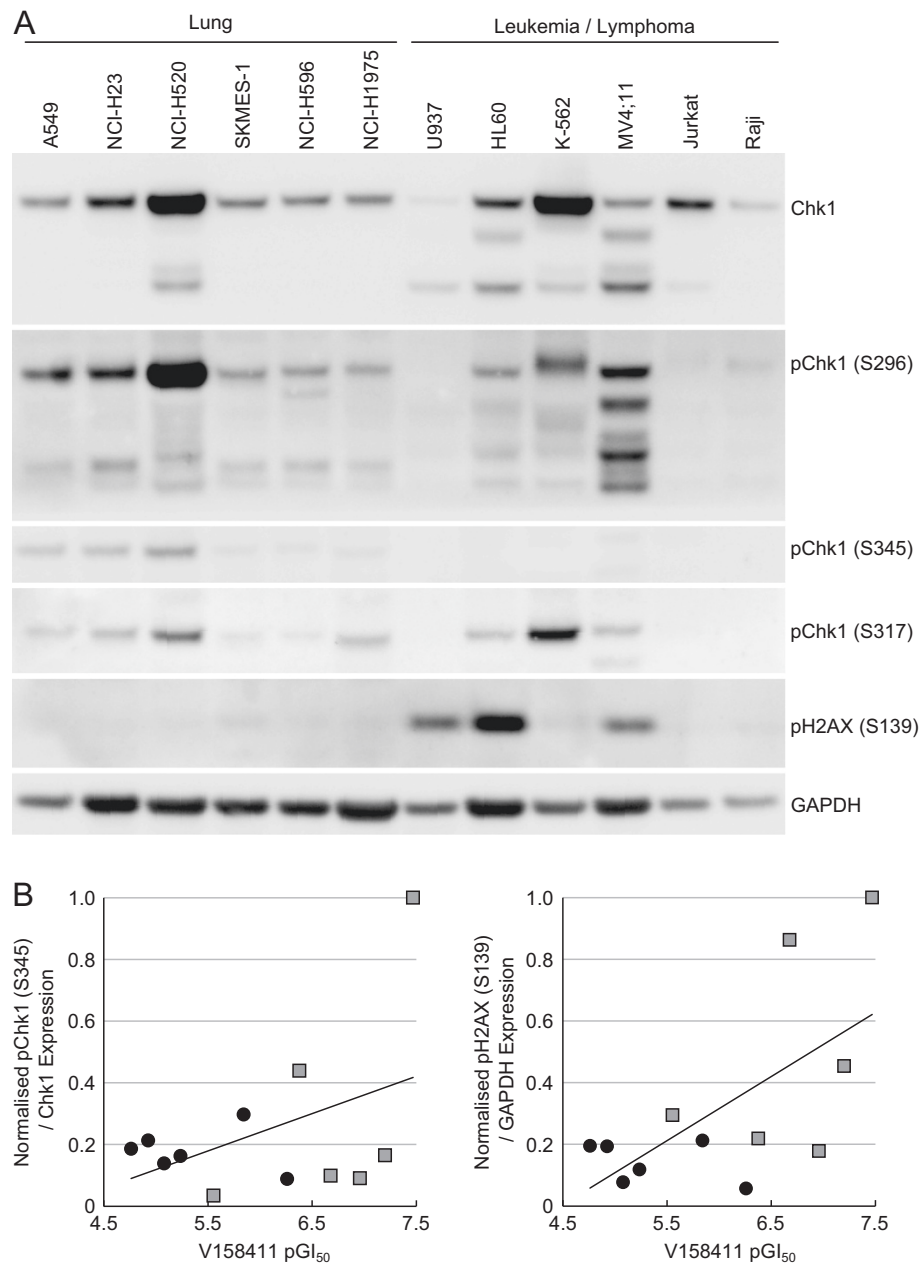 A
Lung
Leukemia / Lymphoma
A549
NCI-H23
NCI-H520
SKMES-1
NCI-H596
NCI-H1975
U937
HL60
K-562
MV4;11
Jurkat
Raji
Chk1
pChk1 (S296)
pChk1 (S345)
pChk1 (S317)
pH2AX (S139)
GAPDH
B
Normalised pChk1 (S345)
/ Chk1 Expression
1.0
0.8
0.6
0.4
0.2
0
4.5
5.5
6.5
7.5
V158411 pGI50
Normalised pH2AX (S139)
/ GAPDH Expression
1.0
0.8
0.6
0.4
0.2
0
4.5
5.5
6.5
7.5
V158411 pGI50